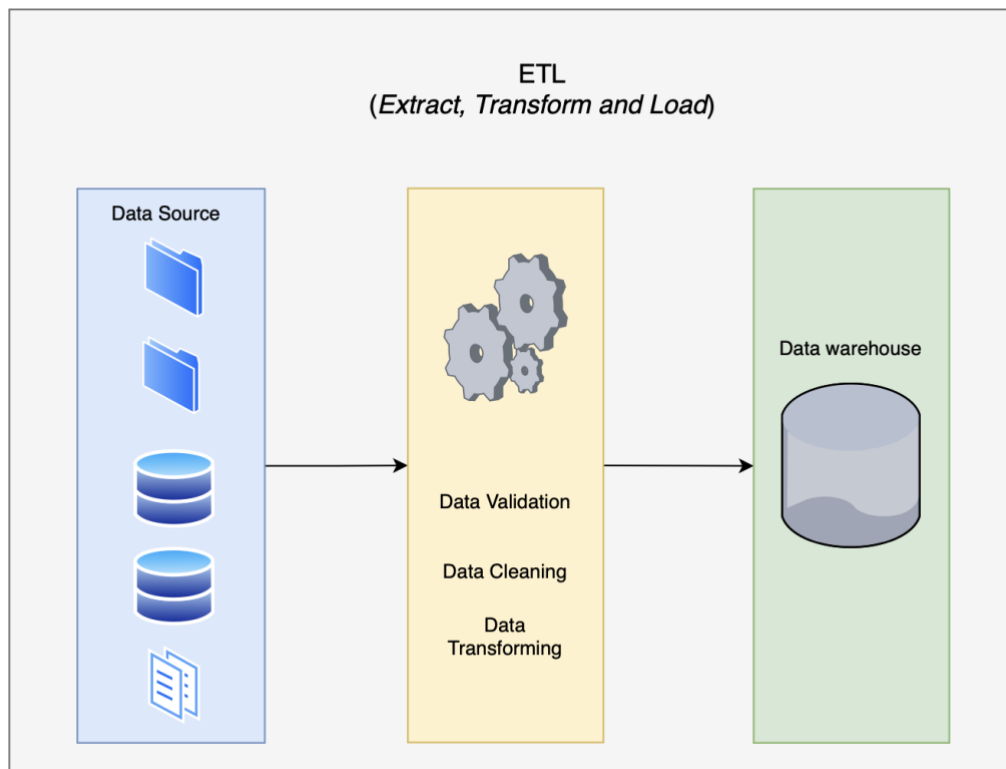 ETL
(Extract, Transform and Load)
Data Source
Data Validation
Data Cleaning
Data
Transforming
Data warehouse